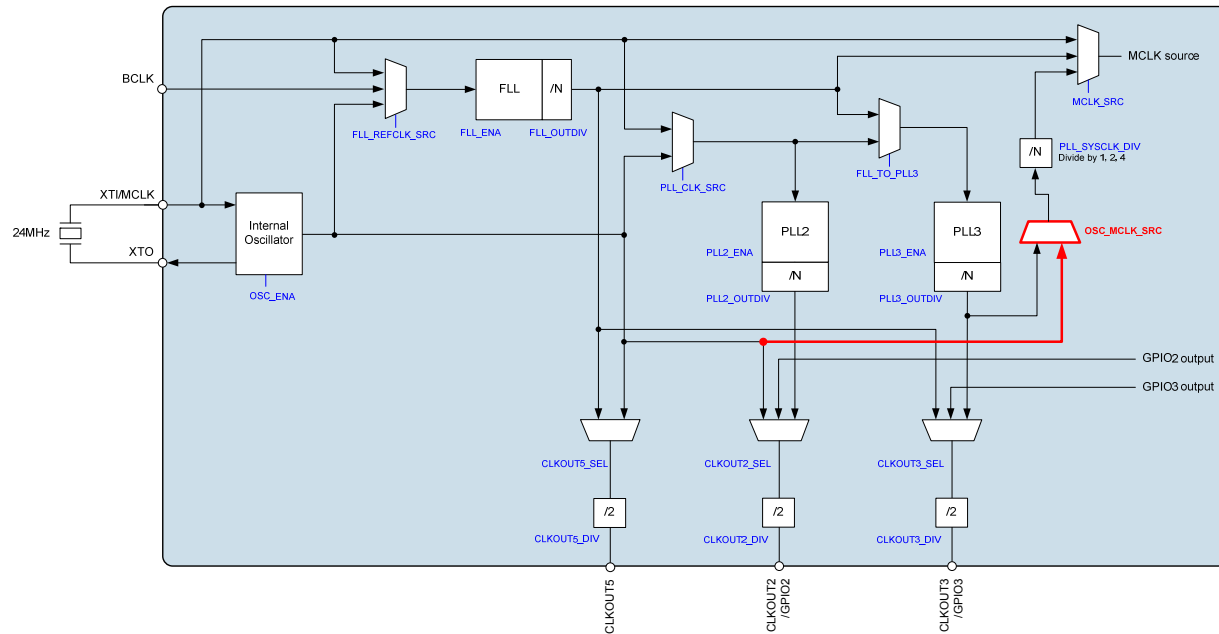 MCLK source
BCLK
FLL
/N
MCLK_SRC
FLL_REFCLK_SRC
FLL_ENA
FLL_OUTDIV
/N
PLL_SYSCLK_DIV
Divide by 1, 2, 4
FLL_TO_PLL3
PLL_CLK_SRC
XTI/MCLK
24MHz
XTO
Internal
Oscillator
OSC_ENA
PLL2
PLL2_ENA
/N
PLL2_OUTDIV
PLL3
PLL3_ENA
/N
PLL3_OUTDIV
OSC_MCLK_SRC
GPIO2 output
GPIO3 output
CLKOUT5_SEL
CLKOUT2_SEL
CLKOUT3_SEL
/2
/2
/2
CLKOUT5_DIV
CLKOUT2_DIV
CLKOUT3_DIV
CLKOUT5
CLKOUT2
/GPIO2
CLKOUT3
/GPIO3